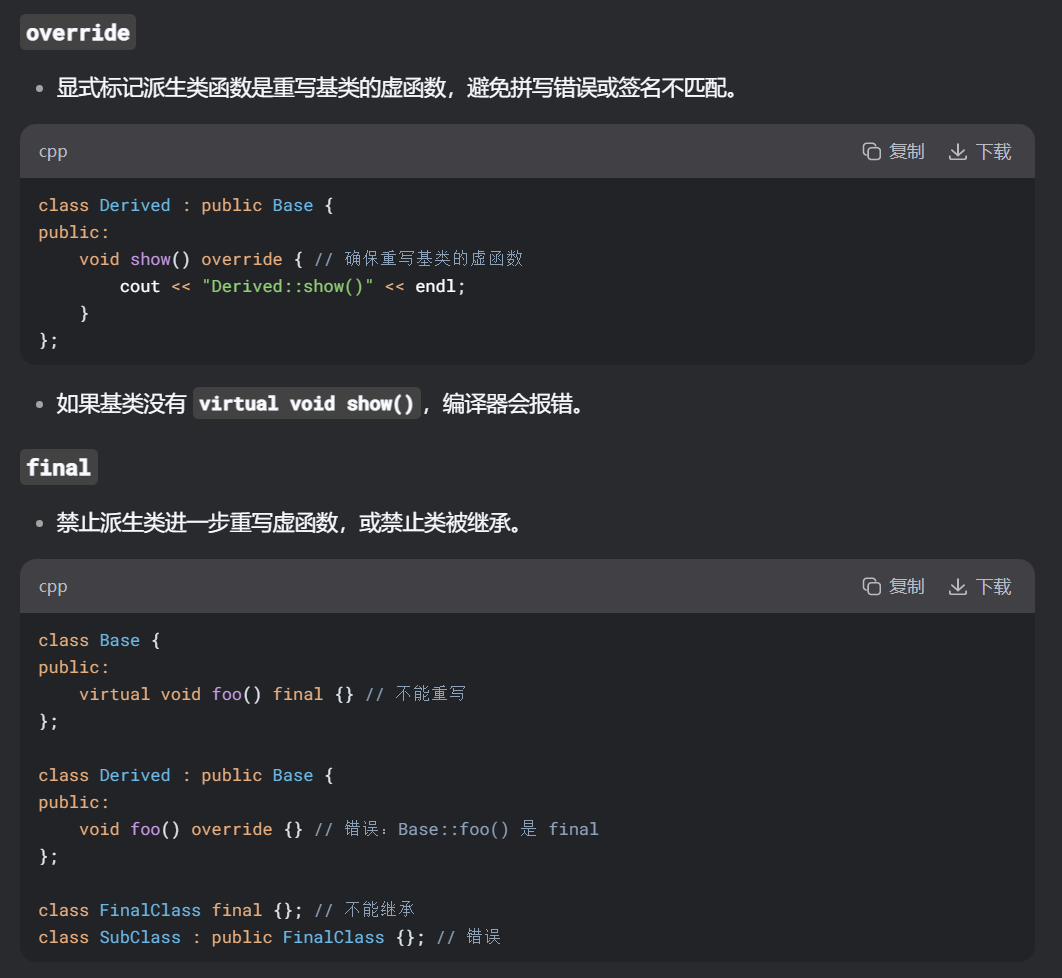 override
显式标记派生类函数是重写基类的虚函数，避免拼写错误或签名不匹配。
cpp 复制 下载
class Derived : public Base {
public:
    void show() override { // 确保重写基类的虚函数
        cout << "Derived::show()" << endl;
    }
};
如果基类没有 virtual void show()，编译器会报错。
final
禁止派生类进一步重写虚函数，或禁止类被继承。
cpp 复制 下载
class Base {
public:
    virtual void foo() final {} // 不能重写
};
class Derived : public Base {
public:
    void foo() override {} // 错误：Base::foo() 是 final
};
class FinalClass final {}; // 不能继承
class SubClass : public FinalClass {}; // 错误